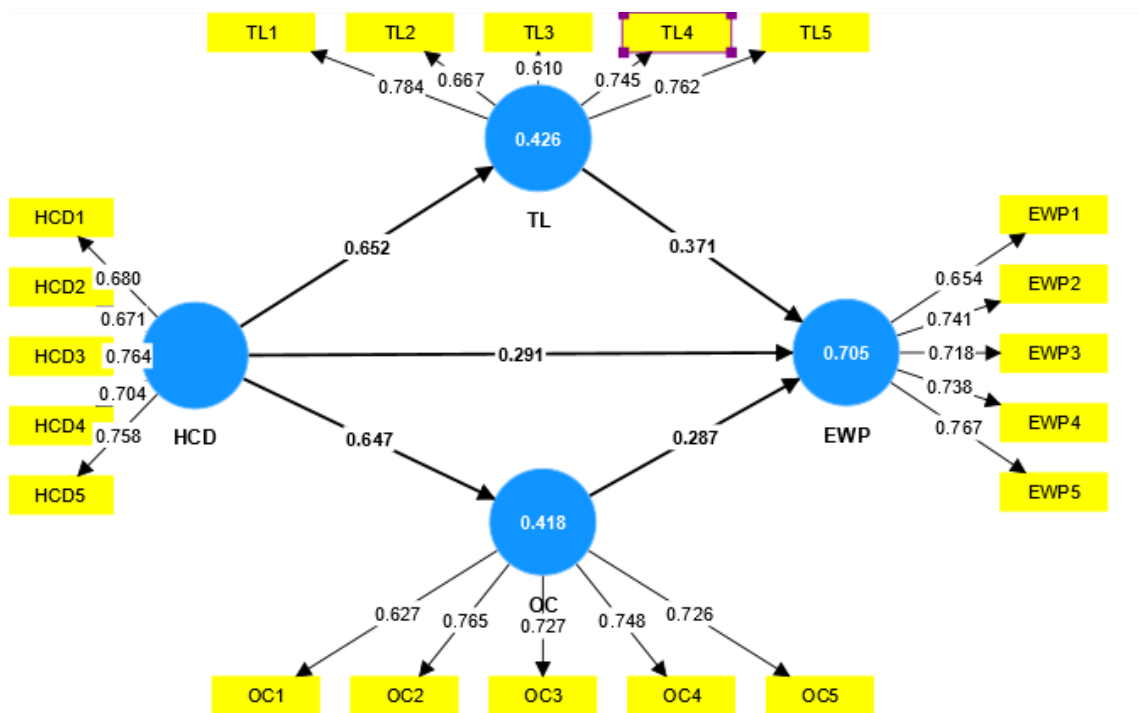 TL1 TL2 TL3 TL4 TL5
0.784 0.667 0.610 0.745 0.762
0.426
TL
HCD1
HCD2
HCD3
HCD4
HCD5
0.680
0.671
0.764
0.704
0.758
HCD
0.652
0.371
0.291
0.647
0.287
0.705
EWP
EWP1
EWP2
EWP3
EWP4
EWP5
0.654
0.741
0.718
0.738
0.767
0.418
OC
0.627 0.765 0.727 0.748 0.726
OC1 OC2 OC3 OC4 OC5